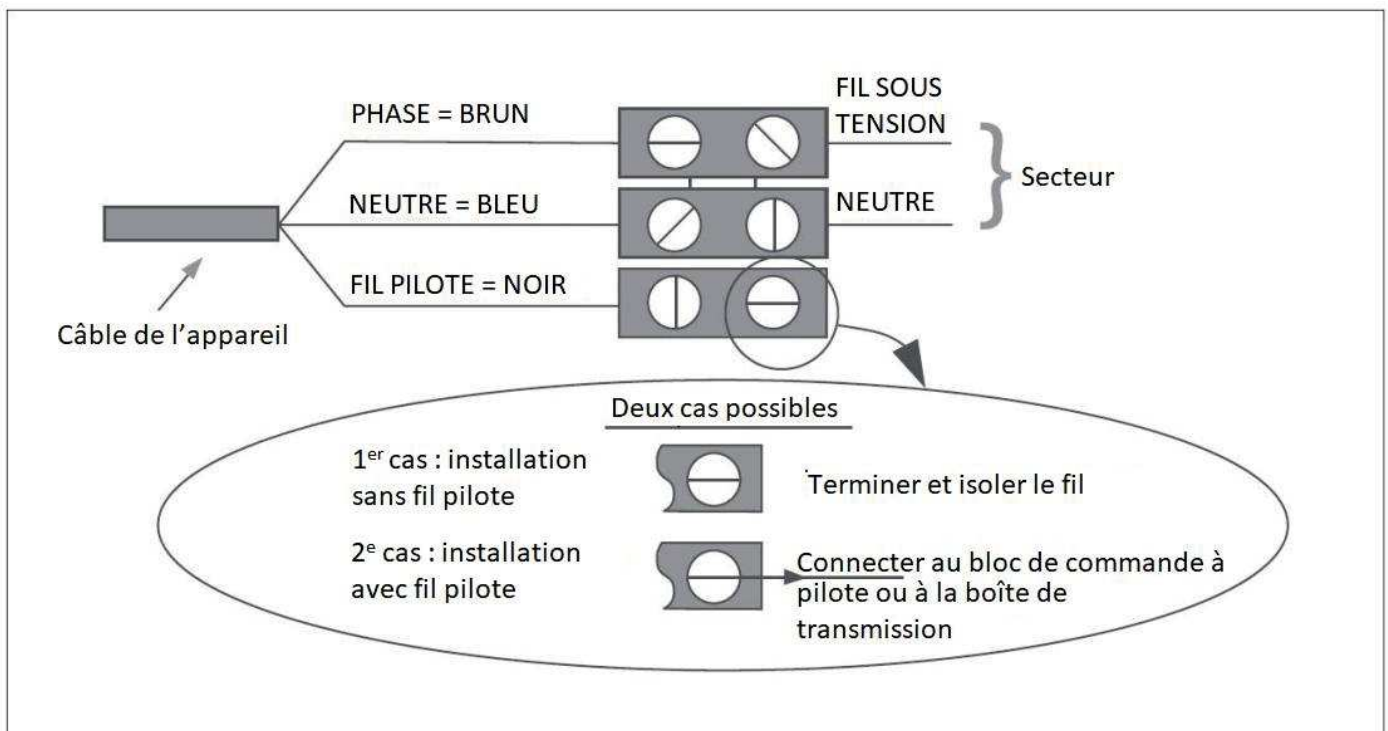 PHASE = BRUN
FIL SOUS
TENSION
Secteur
NEUTRE = BLEU
NEUTRE
FIL PILOTE = NOIR
Câble de l’appareil
Deux cas possibles
1er cas : installation
sans fil pilote
Terminer et isoler le fil
2e cas : installation
avec fil pilote
Connecter au bloc de commande à
pilote ou à la boîte de
transmission